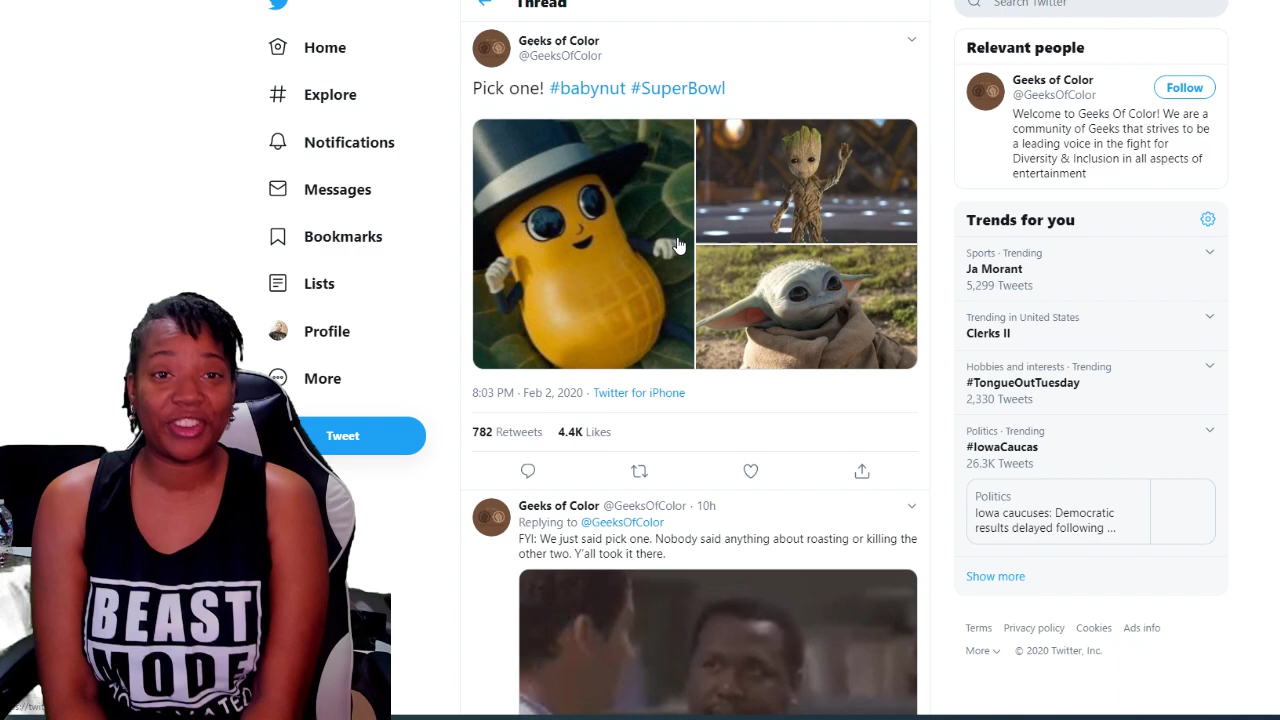 Thread
Search Twitter
Home
Explore
Notifications
Messages
Bookmarks
Lists
Profile
More
Tweet
Geeks of Color
@GeeksOfColor
Pick one! #babynut #SuperBowl
8:03 PM · Feb 2, 2020 · Twitter for iPhone
782 Retweets 4.4K Likes
Geeks of Color @GeeksOfColor · 10h
Replying to @GeeksOfColor
FYI: We just said pick one. Nobody said anything about roasting or killing the
other two. Y'all took it there.
Relevant people
Geeks of Color
@GeeksOfColor
Follow
Welcome to Geeks Of Color! We are a
community of Geeks that strives to be
a leading voice in the fight for
Diversity & Inclusion in all aspects of
entertainment
Trends for you
Sports · Trending
Ja Morant
5,299 Tweets
Trending in United States
Clerks II
Hobbies and interests · Trending
#TongueOutTuesday
2,330 Tweets
Politics · Trending
#IowaCaucas
26.3K Tweets
Politics
Iowa caucuses: Democratic
results delayed following ...
Show more
Terms Privacy policy Cookies Ads info
More © 2020 Twitter, Inc.
BEAST
MODE